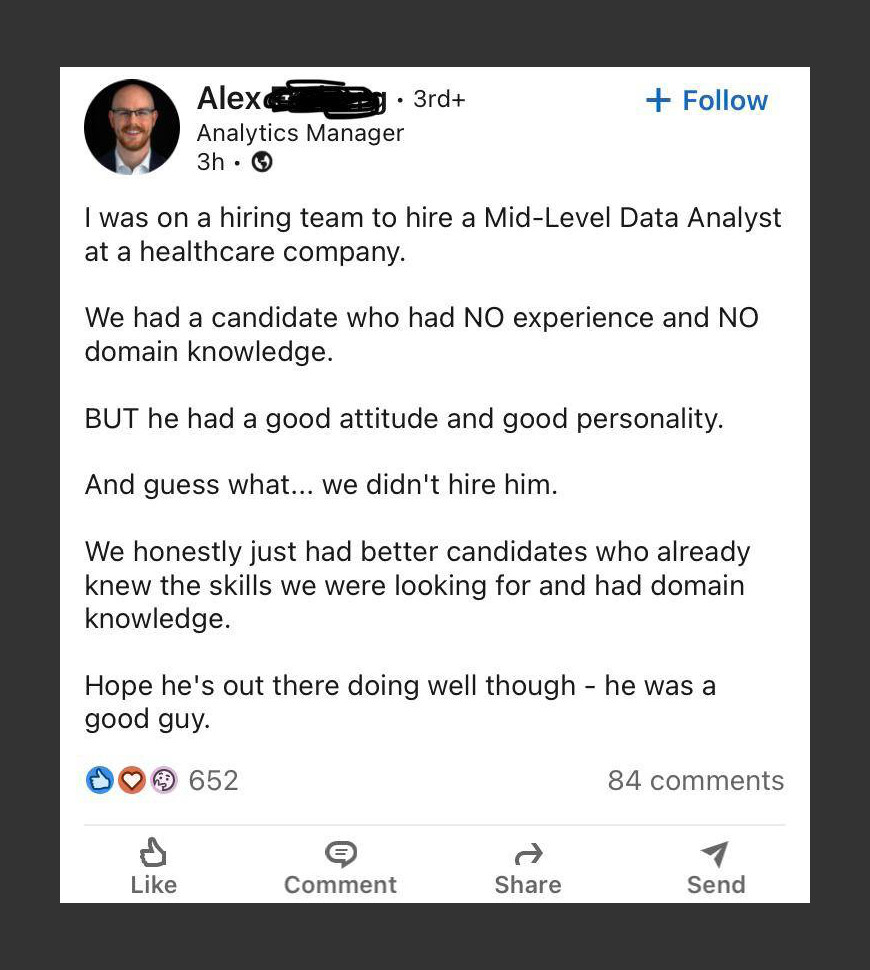 Alex · 3rd+
+ Follow
Analytics Manager
3h ·
I was on a hiring team to hire a Mid-Level Data Analyst
at a healthcare company.
We had a candidate who had NO experience and NO
domain knowledge.
BUT he had a good attitude and good personality.
And guess what... we didn't hire him.
We honestly just had better candidates who already
knew the skills we were looking for and had domain
knowledge.
Hope he's out there doing well though - he was a
good guy.
652
84 comments
Like
Comment
Share
Send